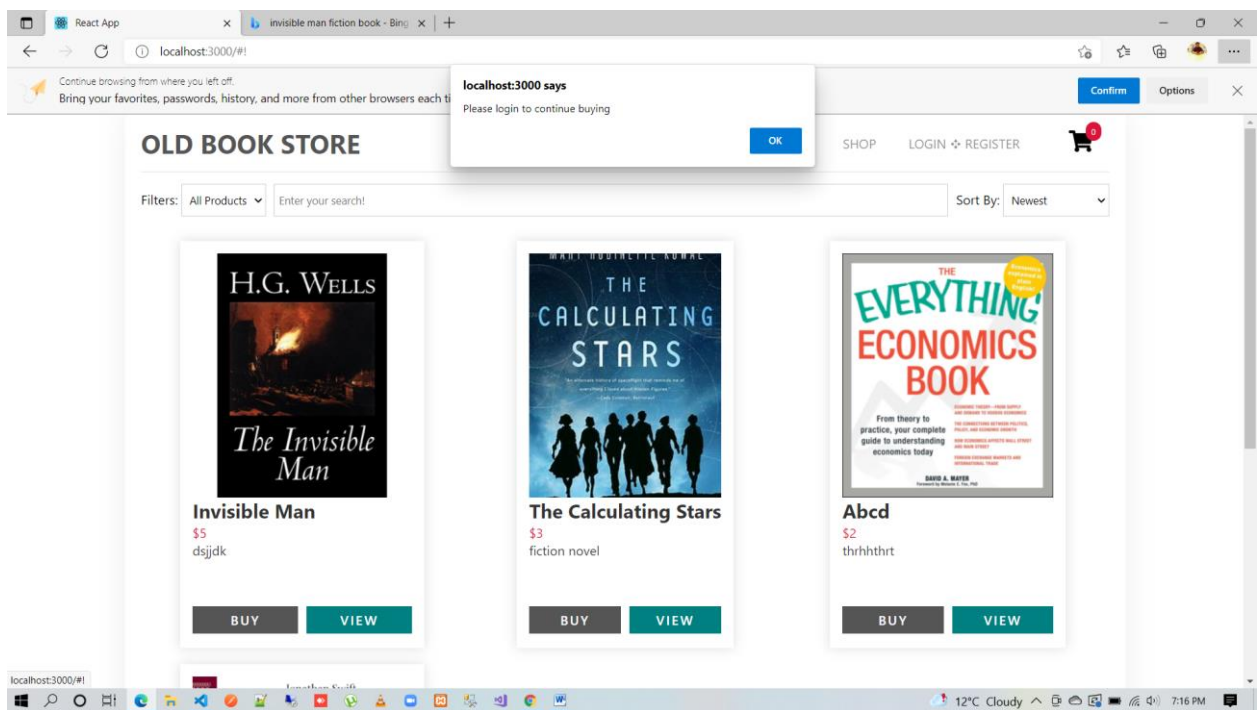 React App
invisible man fiction book - Bing
localhost:3000/#!
Continue browsing from where you left off.
Bring your favorites, passwords, history, and more from other browsers each ti
Confirm
Options
localhost:3000 says
Please login to continue buying
OK
OLD BOOK STORE
SHOP
LOGIN ✣ REGISTER
0
Filters: All Products
Enter your search!
Sort By: Newest
H.G. WELLS
The Invisible
Man
Invisible Man
$5
dsjjdk
BUY VIEW
MARY ROBINETTE KOWAL
THE
CALCULATING
STARS
The Calculating Stars
$3
fiction novel
BUY VIEW
THE
EVERYTHING
ECONOMICS
BOOK
From theory to
practice, your complete
guide to understanding
economics today
DAVID A. MAYER
Abcd
$2
thrhhthrt
BUY VIEW
Jonathan Swift
localhost:3000/#!
12°C Cloudy
7:16 PM